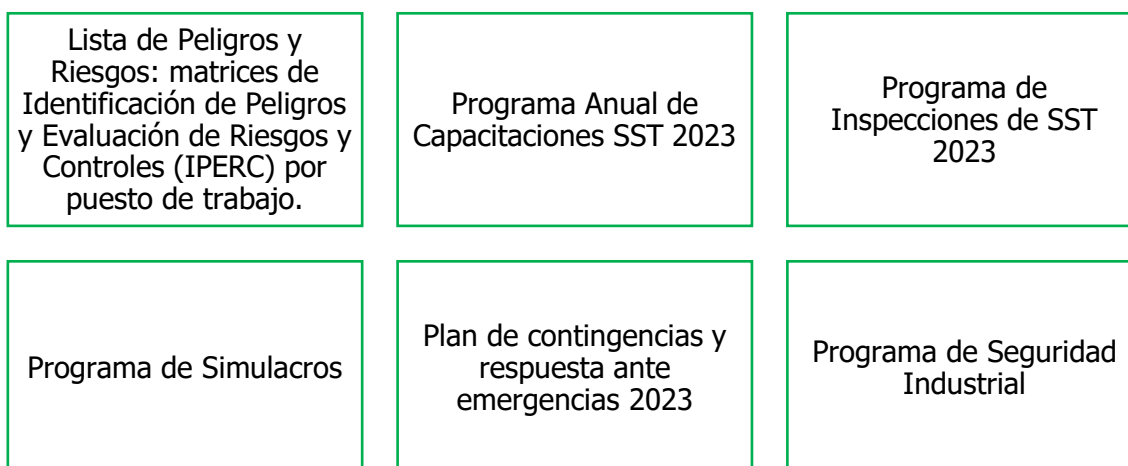 Lista de Peligros y
Riesgos: matrices de
Identificación de Peligros
y Evaluación de Riesgos y
Controles (IPERC) por
puesto de trabajo.
Programa Anual de
Capacitaciones SST 2023
Programa de
Inspecciones de SST
2023
Programa de Simulacros
Plan de contingencias y
respuesta ante
emergencias 2023
Programa de Seguridad
Industrial